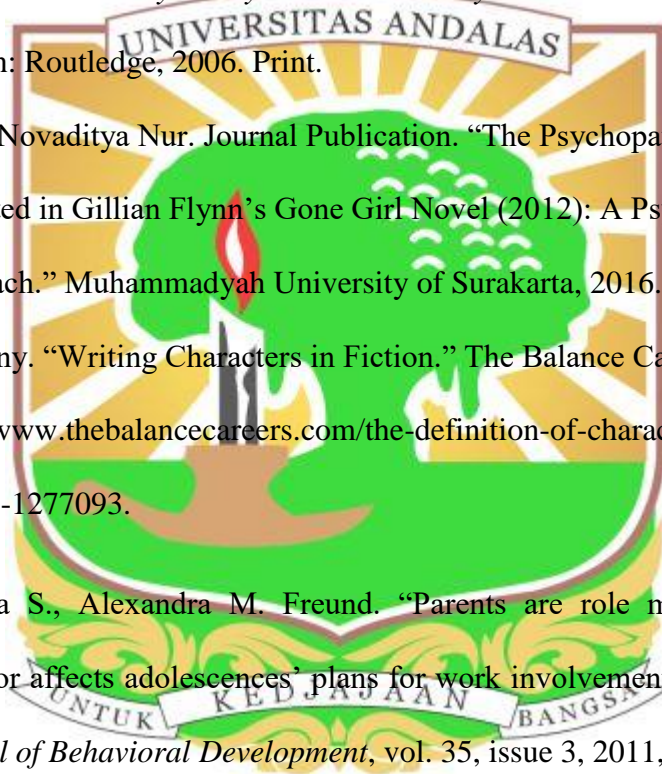 UNIVERSITAS ANDALAS
: Routledge, 2006. Print.
Novaditya Nur. Journal Publication. “The Psychopa
ed in Gillian Flynn’s Gone Girl Novel (2012): A Ps
ach.” Muhammadyah University of Surakarta, 2016.
ny. “Writing Characters in Fiction.” The Balance Ca
www.thebalancecareers.com/the-definition-of-charac
-1277093.
a S., Alexandra M. Freund. “Parents are role m
or affects adolescences’ plans for work involvemen
l of Behavioral Development, vol. 35, issue 3, 2011,
UNTUK KEDJAJAAN BANGSA